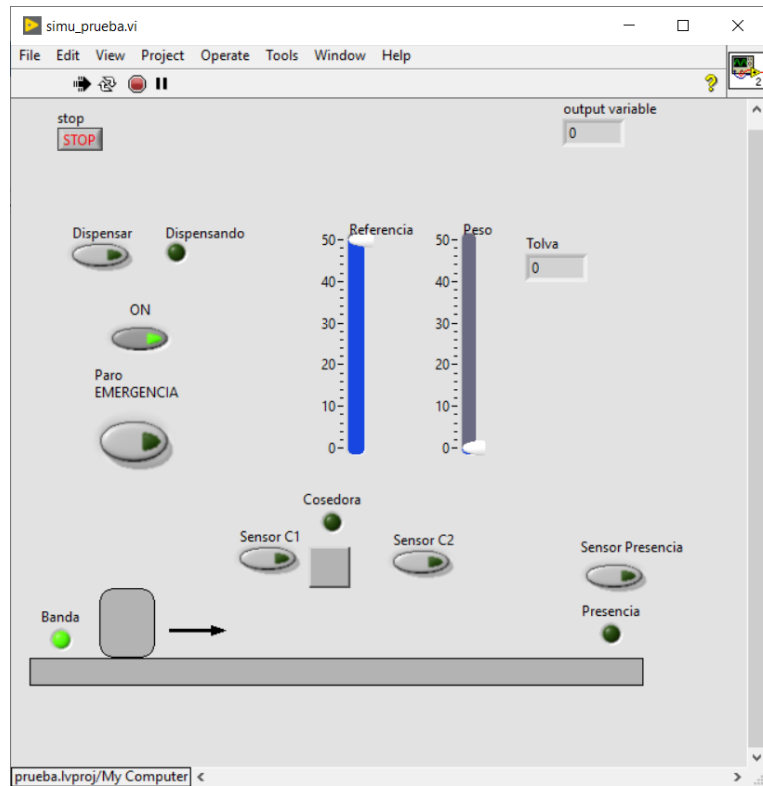 simu_prueba.vi
File Edit View Project Operate Tools Window Help
2
stop
STOP
output variable
0
Dispensar
Dispensando
Referencia
50
40
30
20
10
0
Peso
50
40
30
20
10
0
Tolva
0
ON
Paro
EMERGENCIA
Cosedora
Sensor C1
Sensor C2
Sensor Presencia
Banda
Presencia
prueba.lvproj/My Computer